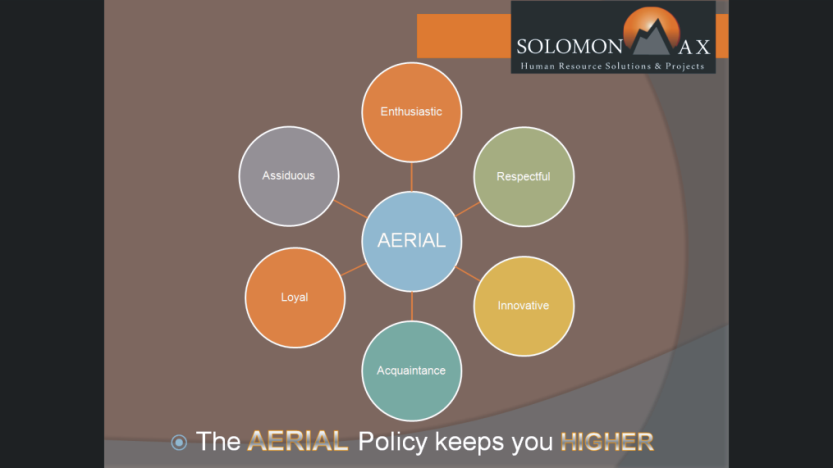 SOLOMON AX
Human Resource Solutions & Projects
Enthusiastic
Assiduous
Respectful
AERIAL
Loyal
Innovative
Acquaintance
The AERIAL Policy keeps you HIGHER